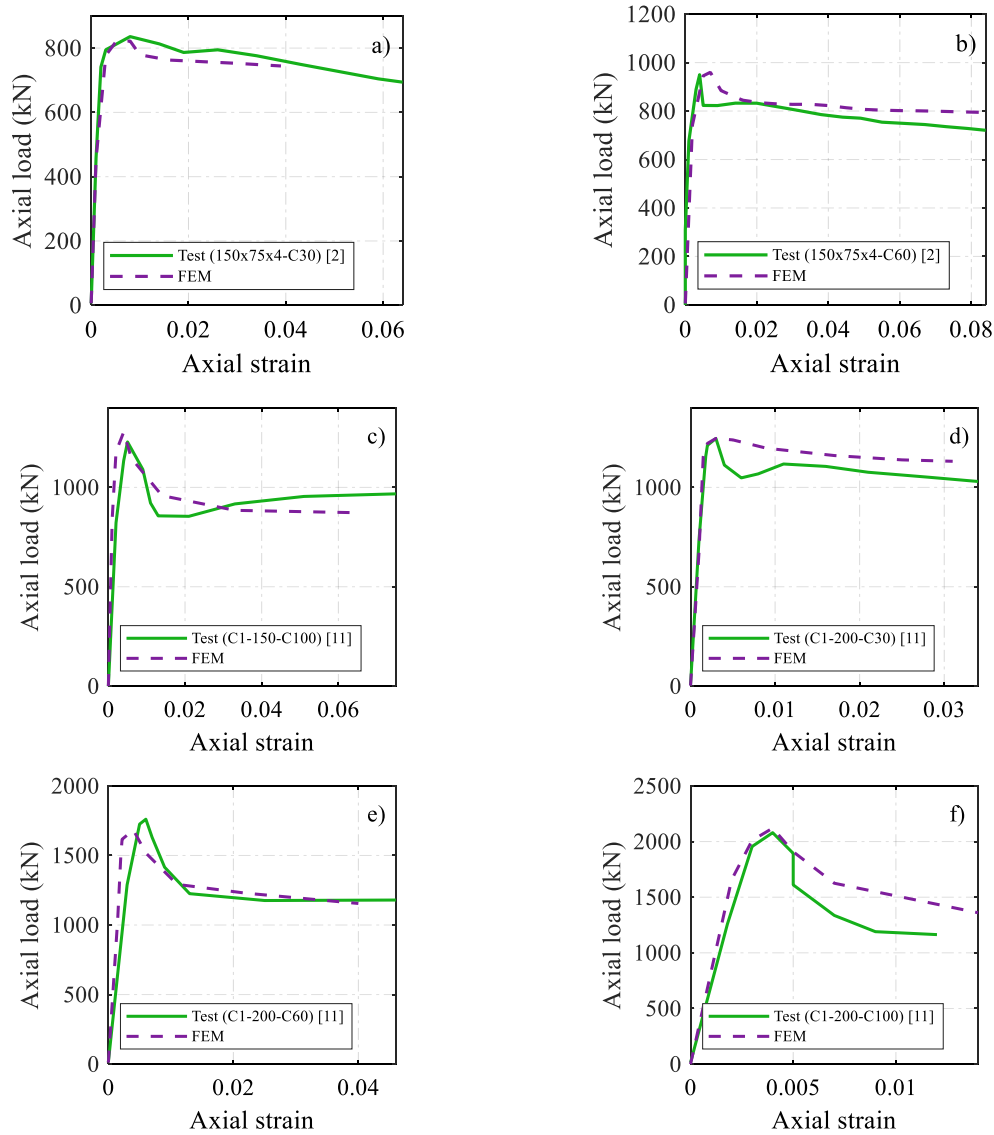 a)
Axial load (kN)
800
600
400
200
0
Test (150x75x4-C30) [2]
FEM
0 0.02 0.04 0.06
Axial strain
b)
Axial load (kN)
1200
1000
800
600
400
200
0
Test (150x75x4-C60) [2]
FEM
0 0.02 0.04 0.06 0.08
Axial strain
c)
Axial load (kN)
1000
500
0
Test (C1-150-C100) [11]
FEM
0 0.02 0.04 0.06
Axial strain
d)
Axial load (kN)
1000
500
0
Test (C1-200-C30) [11]
FEM
0 0.01 0.02 0.03
Axial strain
e)
Axial load (kN)
2000
1500
1000
500
0
Test (C1-200-C60) [11]
FEM
0 0.02 0.04
Axial strain
f)
Axial load (kN)
2500
2000
1500
1000
500
0
Test (C1-200-C100) [11]
FEM
0 0.005 0.01
Axial strain